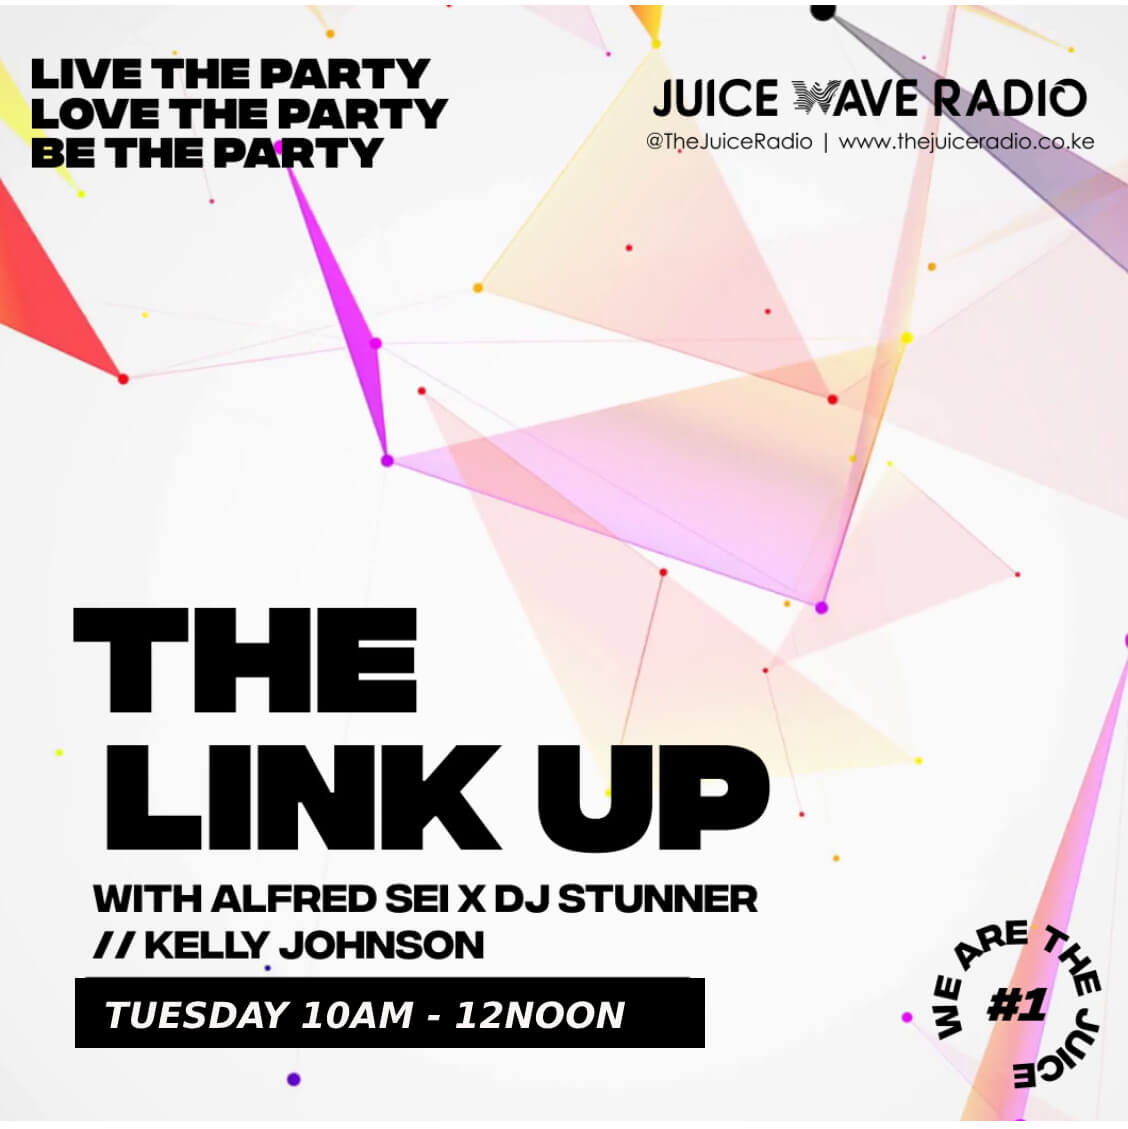 LIVE THE PARTY
LOVE THE PARTY
BE THE PARTY
JUICE WAVE RADIO
@TheJuiceRadio | www.thejuiceradio.co.ke
THE
LINK UP
WITH ALFRED SEI X DJ STUNNER
// KELLY JOHNSON
TUESDAY 10AM - 12NOON
WE ARE THE JUICE
#1